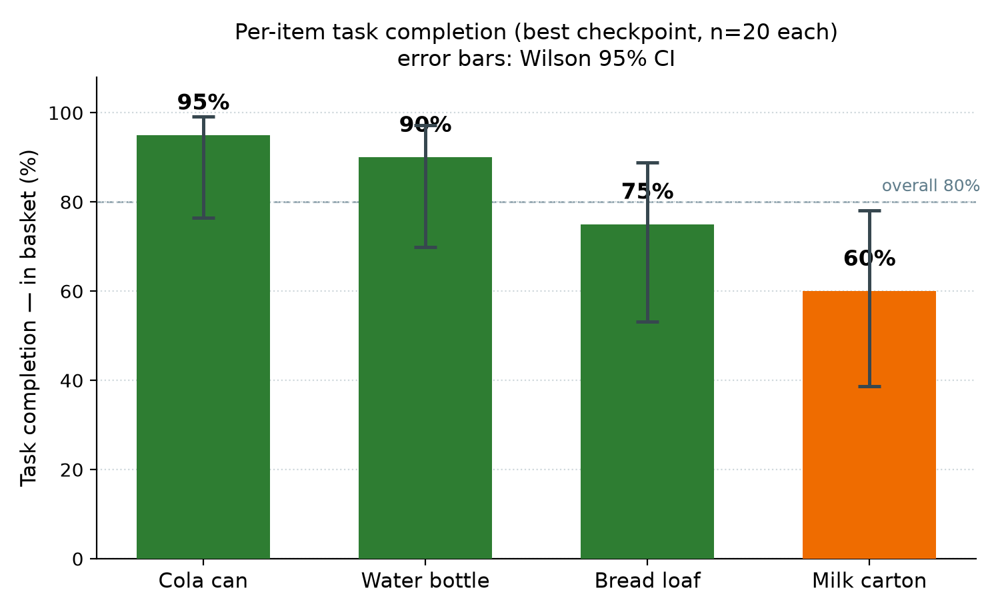 Per-item task completion (best checkpoint, n=20 each)
error bars: Wilson 95% CI
Task completion — in basket (%)
100
80
60
40
20
0
95%
90%
75%
60%
overall 80%
Cola can
Water bottle
Bread loaf
Milk carton